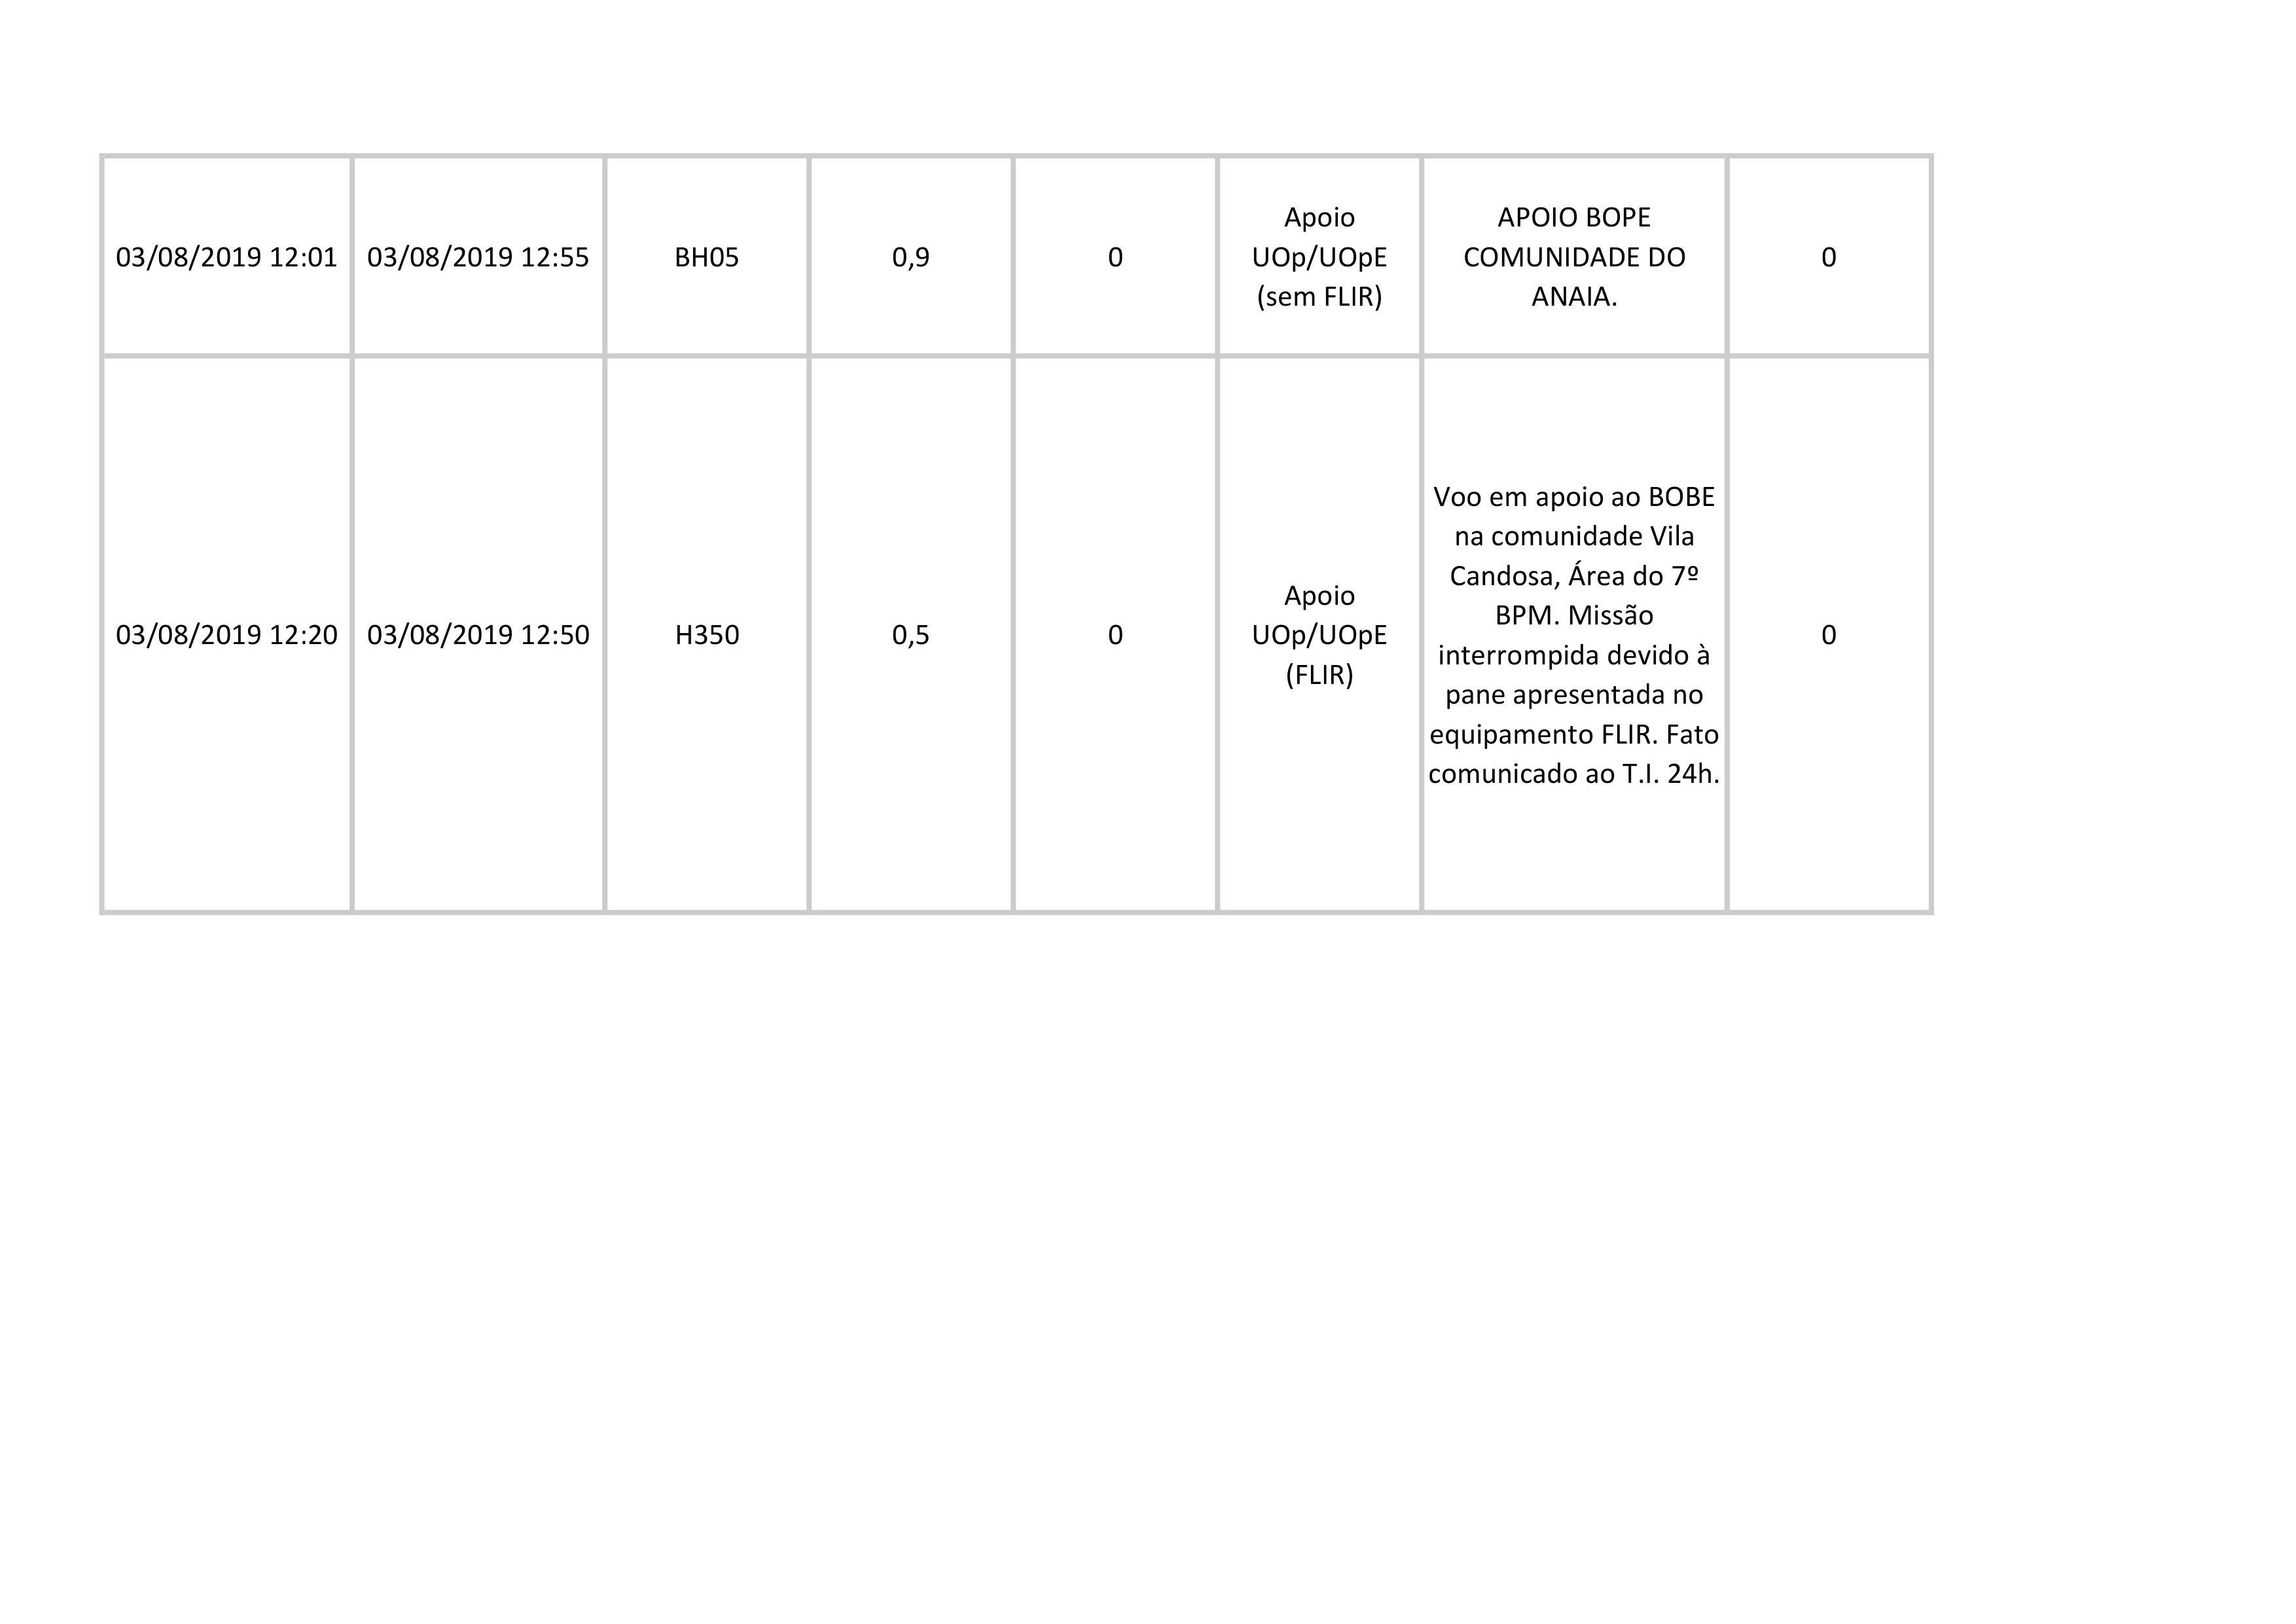 03/08/2019 12:01 03/08/2019 12:55 BH05 0,9 0 Apoio
UOp/UOpE
(sem FLIR) APOIO BOPE
COMUNIDADE DO
ANAIA. 0
03/08/2019 12:20 03/08/2019 12:50 H350 0,5 0 Apoio
UOp/UOpE
(FLIR) Voo em apoio ao BOBE
na comunidade Vila
Candosa, Área do 7º
BPM. Missão
interrompida devido à
pane apresentada no
equipamento FLIR. Fato
comunicado ao T.I. 24h. 0